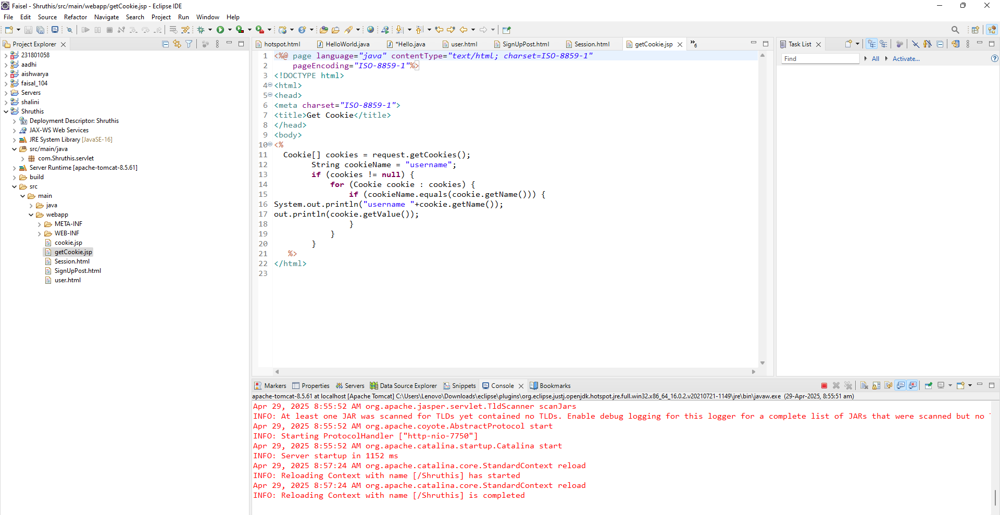 Faisel - Shruthis/src/main/webapp/getCookie.jsp - Eclipse IDE
File Edit Source Refactor Navigate Search Project Run Window Help
Project Explorer
231801058
aadhi
aishwarya
faisal_104
Servers
shalini
Shruthis
Deployment Descriptor: Shruthis
JAX-WS Web Services
JRE System Library [JavaSE-16]
src/main/java
com.Shruthis.servlet
Server Runtime [apache-tomcat-8.5.61]
build
src
main
java
webapp
META-INF
WEB-INF
cookie.jsp
getCookie.jsp
Session.html
SignUpPost.html
user.html
hotspot.html HelloWorld.java *Hello.java user.html SignUpPost.html Session.html getCookie.jsp »6
1 <%@ page language="java" contentType="text/html; charset=ISO-8859-1"
2     pageEncoding="ISO-8859-1"%>
3 <!DOCTYPE html>
4 <html>
5 <head>
6 <meta charset="ISO-8859-1">
7 <title>Get Cookie</title>
8 </head>
9 <body>
10 <%
11   Cookie[] cookies = request.getCookies();
12         String cookieName = "username";
13         if (cookies != null) {
14             for (Cookie cookie : cookies) {
15                 if (cookieName.equals(cookie.getName())) {
16 System.out.println("username "+cookie.getName());
17 out.println(cookie.getValue());
18                 }
19             }
20         }
21    %>
22 </html>
23
Task List
Find All Activate...
Markers Properties Servers Data Source Explorer Snippets Console Bookmarks
apache-tomcat-8.5.61 at localhost [Apache Tomcat] C:\Users\Lenovo\Downloads\eclipse\plugins\org.eclipse.justj.openjdk.hotspot.jre.full.win32.x86_64_16.0.2.v20210721-1149\jre\bin\javaw.exe (29-Apr-2025, 8:55:51 am)
Apr 29, 2025 8:55:52 AM org.apache.jasper.servlet.TldScanner scanJars
INFO: At least one JAR was scanned for TLDs yet contained no TLDs. Enable debug logging for this logger for a complete list of JARs that were scanned but no
Apr 29, 2025 8:55:52 AM org.apache.coyote.AbstractProtocol start
INFO: Starting ProtocolHandler ["http-nio-7750"]
Apr 29, 2025 8:55:52 AM org.apache.catalina.startup.Catalina start
INFO: Server startup in 1152 ms
Apr 29, 2025 8:57:24 AM org.apache.catalina.core.StandardContext reload
INFO: Reloading Context with name [/Shruthis] has started
Apr 29, 2025 8:57:24 AM org.apache.catalina.core.StandardContext reload
INFO: Reloading Context with name [/Shruthis] is completed